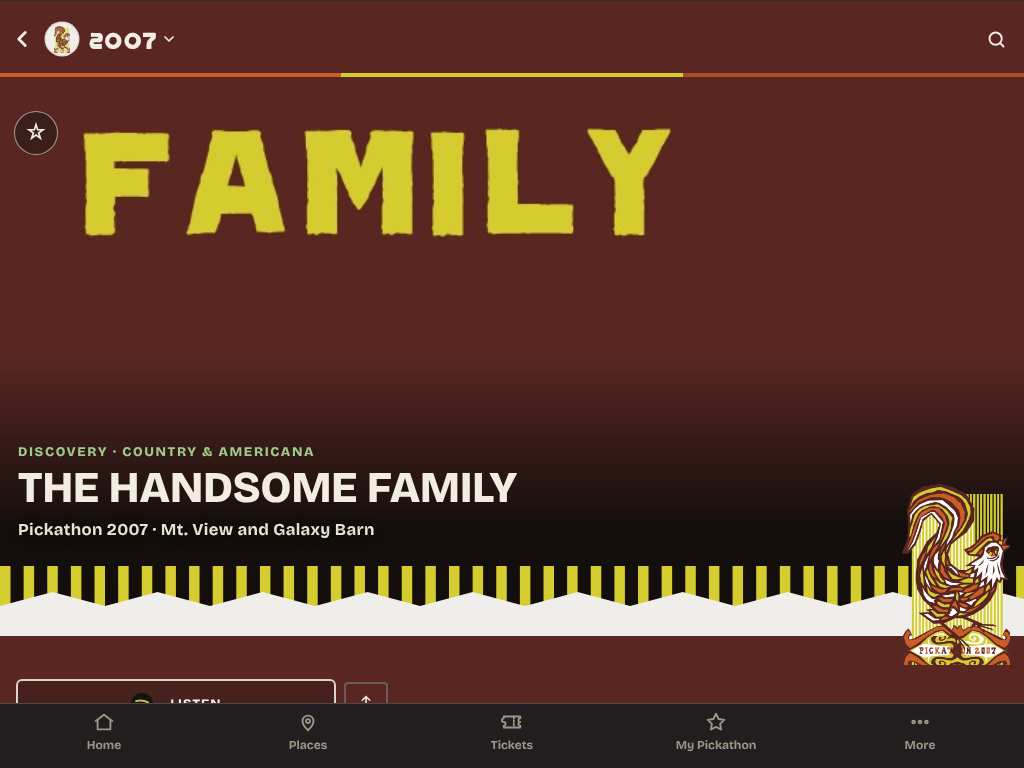 2007
FAMILY
DISCOVERY · COUNTRY & AMERICANA
THE HANDSOME FAMILY
Pickathon 2007 · Mt. View and Galaxy Barn
PICKATHON 2007
LISTEN
Home
Places
Tickets
My Pickathon
More